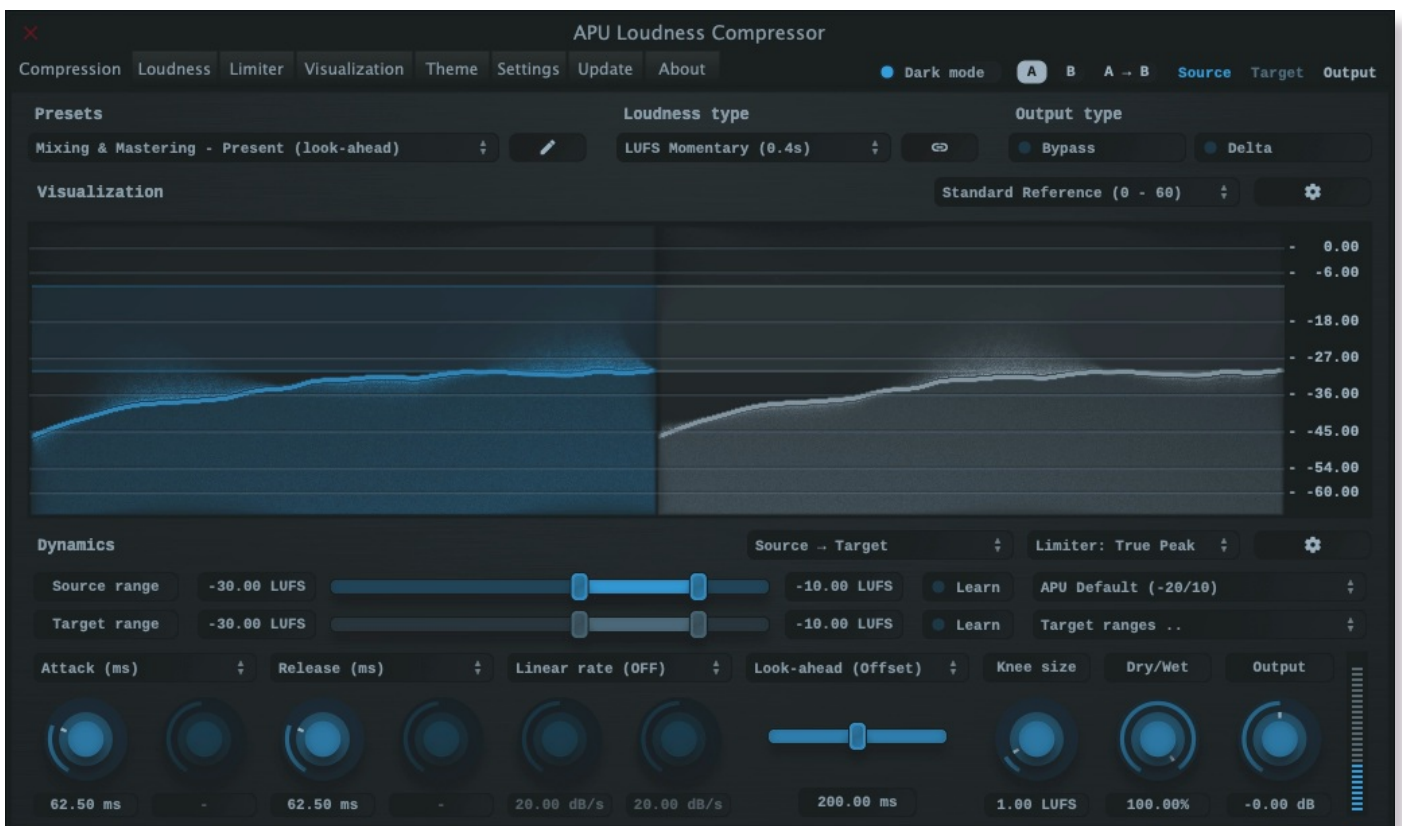 APU Loudness Compressor
Compression Loudness Limiter Visualization Theme Settings Update About Dark mode A B A → B Source Target Output
Presets Loudness type Output type
Mixing & Mastering - Present (look-ahead) LUFS Momentary (0.4s) Bypass Delta
Visualization Standard Reference (0 - 60)
- 0.00
- -6.00
- -18.00
- -27.00
- -36.00
- -45.00
- -54.00
- -60.00
Dynamics Source → Target Limiter: True Peak
Source range -30.00 LUFS -10.00 LUFS Learn APU Default (-20/10)
Target range -30.00 LUFS -10.00 LUFS Learn Target ranges ..
Attack (ms) Release (ms) Linear rate (OFF) Look-ahead (Offset) Knee size Dry/Wet Output
62.50 ms - 62.50 ms - 20.00 dB/s 20.00 dB/s 200.00 ms 1.00 LUFS 100.00% -0.00 dB